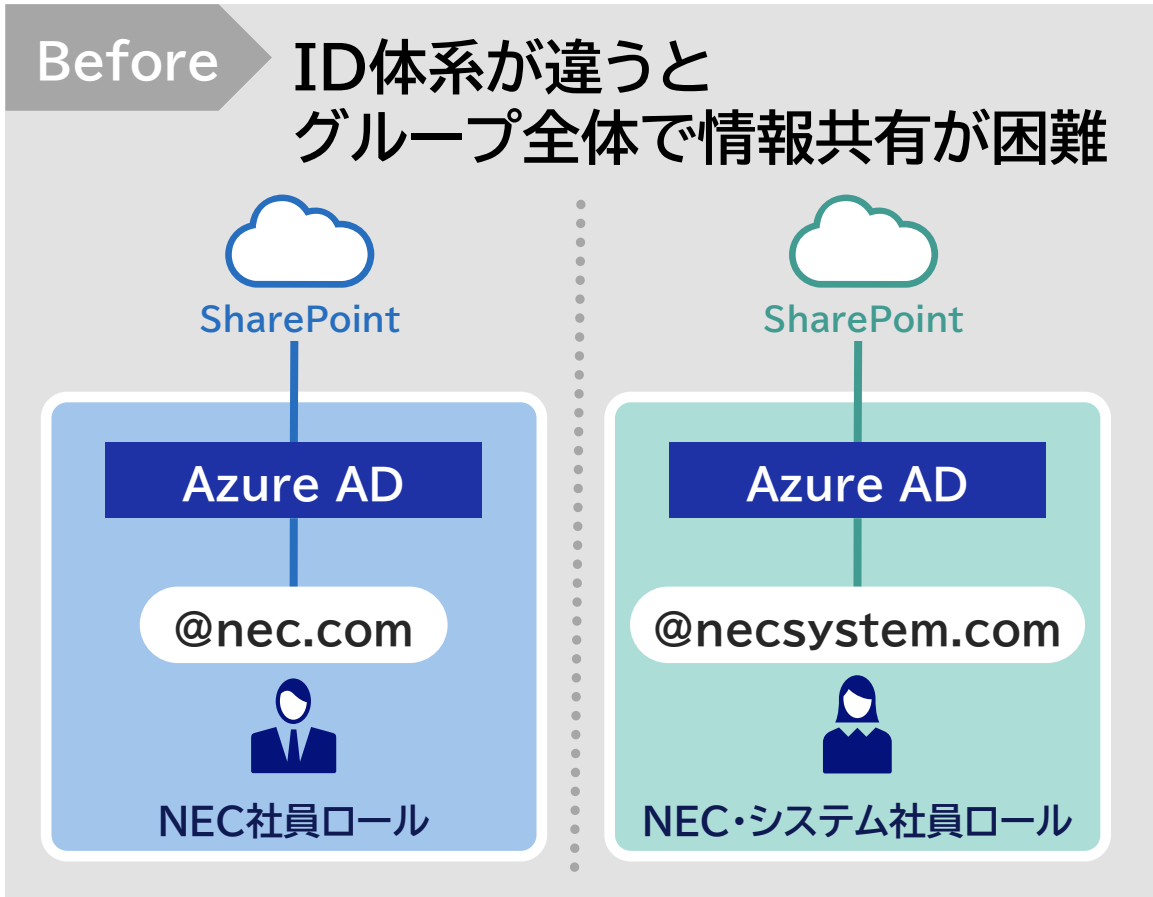 Before
ID体系が違うと
グループ全体で情報共有が困難
SharePoint
Azure AD
@nec.com
NEC社員ロール
SharePoint
Azure AD
@necsystem.com
NEC・システム社員ロール